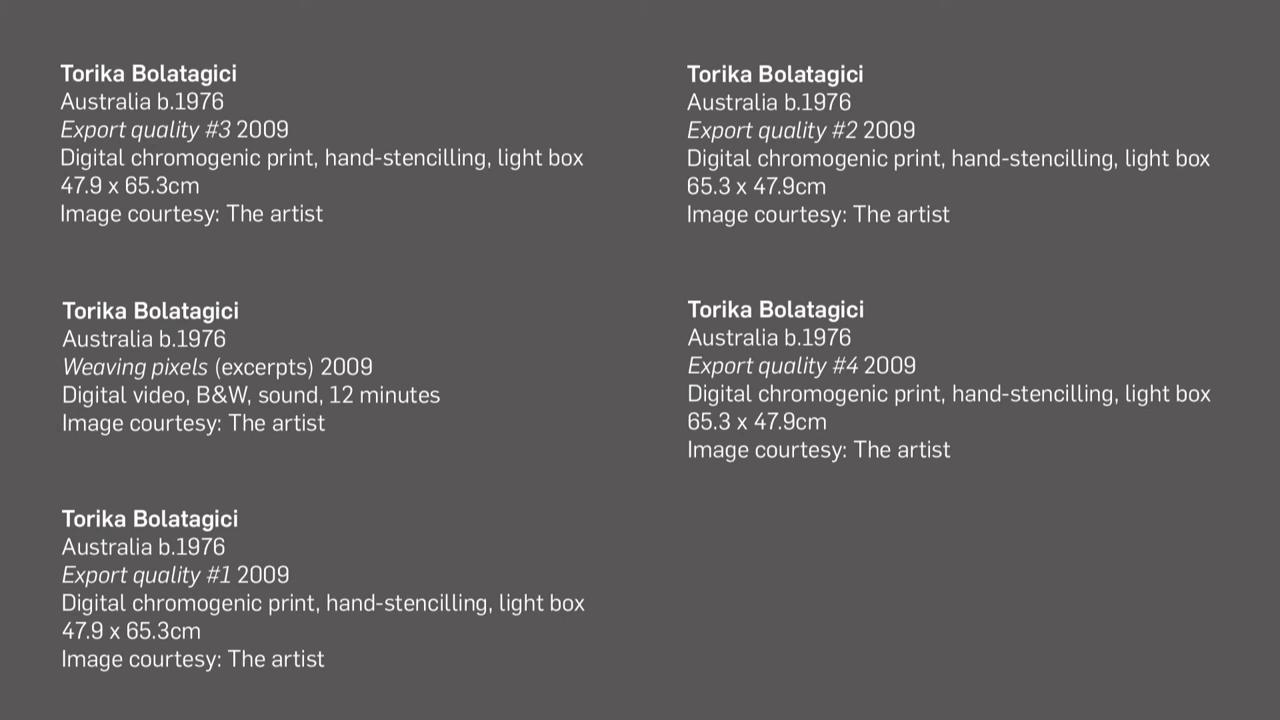 Torika Bolatagici
Australia b.1976
Export quality #3 2009
Digital chromogenic print, hand-stencilling, light box
47.9 x 65.3cm
Image courtesy: The artist
Torika Bolatagici
Australia b.1976
Weaving pixels (excerpts) 2009
Digital video, B&W, sound, 12 minutes
Image courtesy: The artist
Torika Bolatagici
Australia b.1976
Export quality #1 2009
Digital chromogenic print, hand-stencilling, light box
47.9 x 65.3cm
Image courtesy: The artist
Torika Bolatagici
Australia b.1976
Export quality #2 2009
Digital chromogenic print, hand-stencilling, light box
65.3 x 47.9cm
Image courtesy: The artist
Torika Bolatagici
Australia b.1976
Export quality #4 2009
Digital chromogenic print, hand-stencilling, light box
65.3 x 47.9cm
Image courtesy: The artist